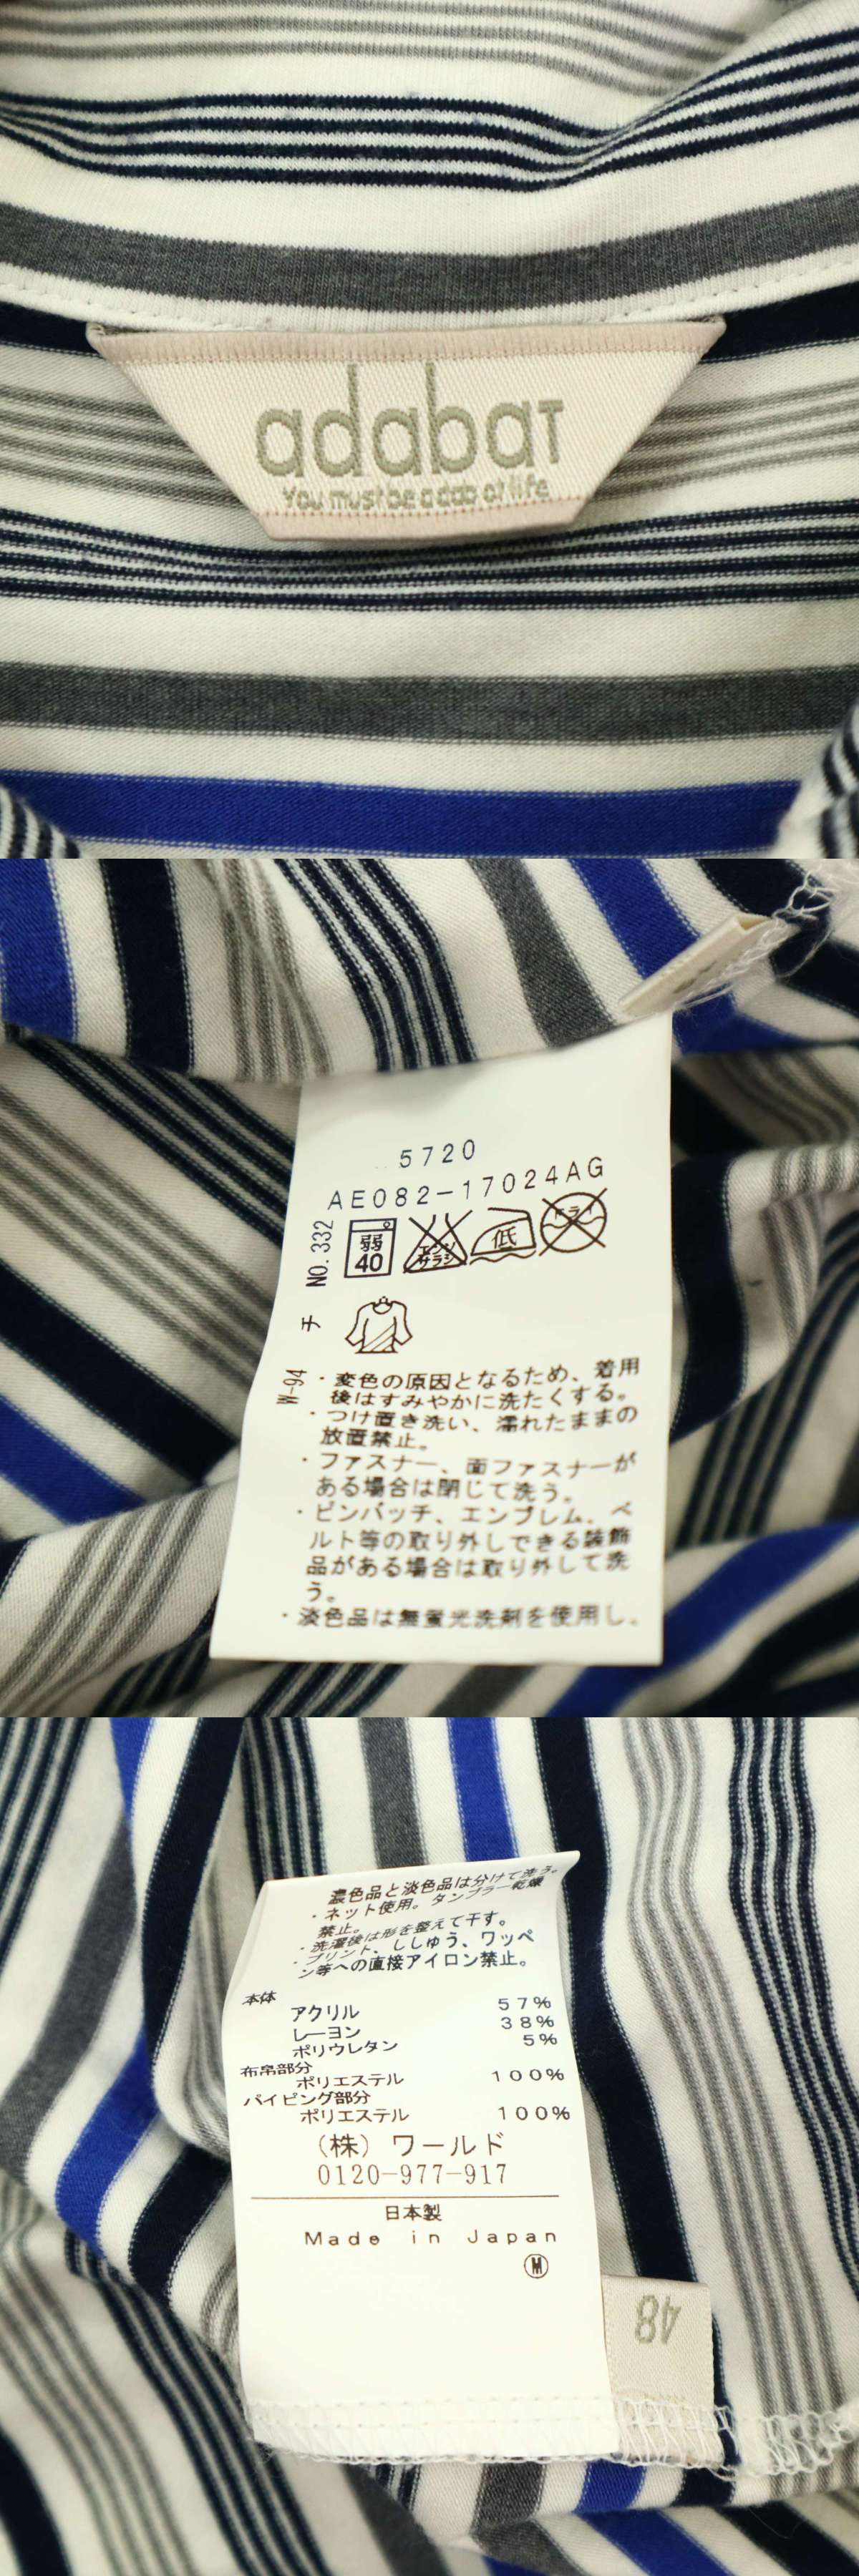 adabat
you must be a dab at life
5720
AE082-17024AG
NO.332
弱
40
エンソ
サラシ
低
ドライ
チ
W-94
・変色の原因となるため、着用
後はすみやかに洗たくする。
・つけ置き洗い、濡れたままの
放置禁止。
・ファスナー、面ファスナーが
ある場合は閉じて洗う。
・ピンバッチ、エンブレム、ベ
ルト等の取り外しできる装飾
品がある場合は取り外して洗
う。
・淡色品は無蛍光洗剤を使用し、
濃色品と淡色品は分けて洗う。
・ネット使用。タンブラー乾燥
禁止。
・洗濯後は形を整えて干す。
・プリント、ししゅう、ワッペ
ン等への直接アイロン禁止。
本体
アクリル 57%
レーヨン 38%
ポリウレタン 5%
布帛部分
ポリエステル 100%
パイピング部分
ポリエステル 100%
(株)ワールド
0120-977-917
日本製
Made in Japan
M
48